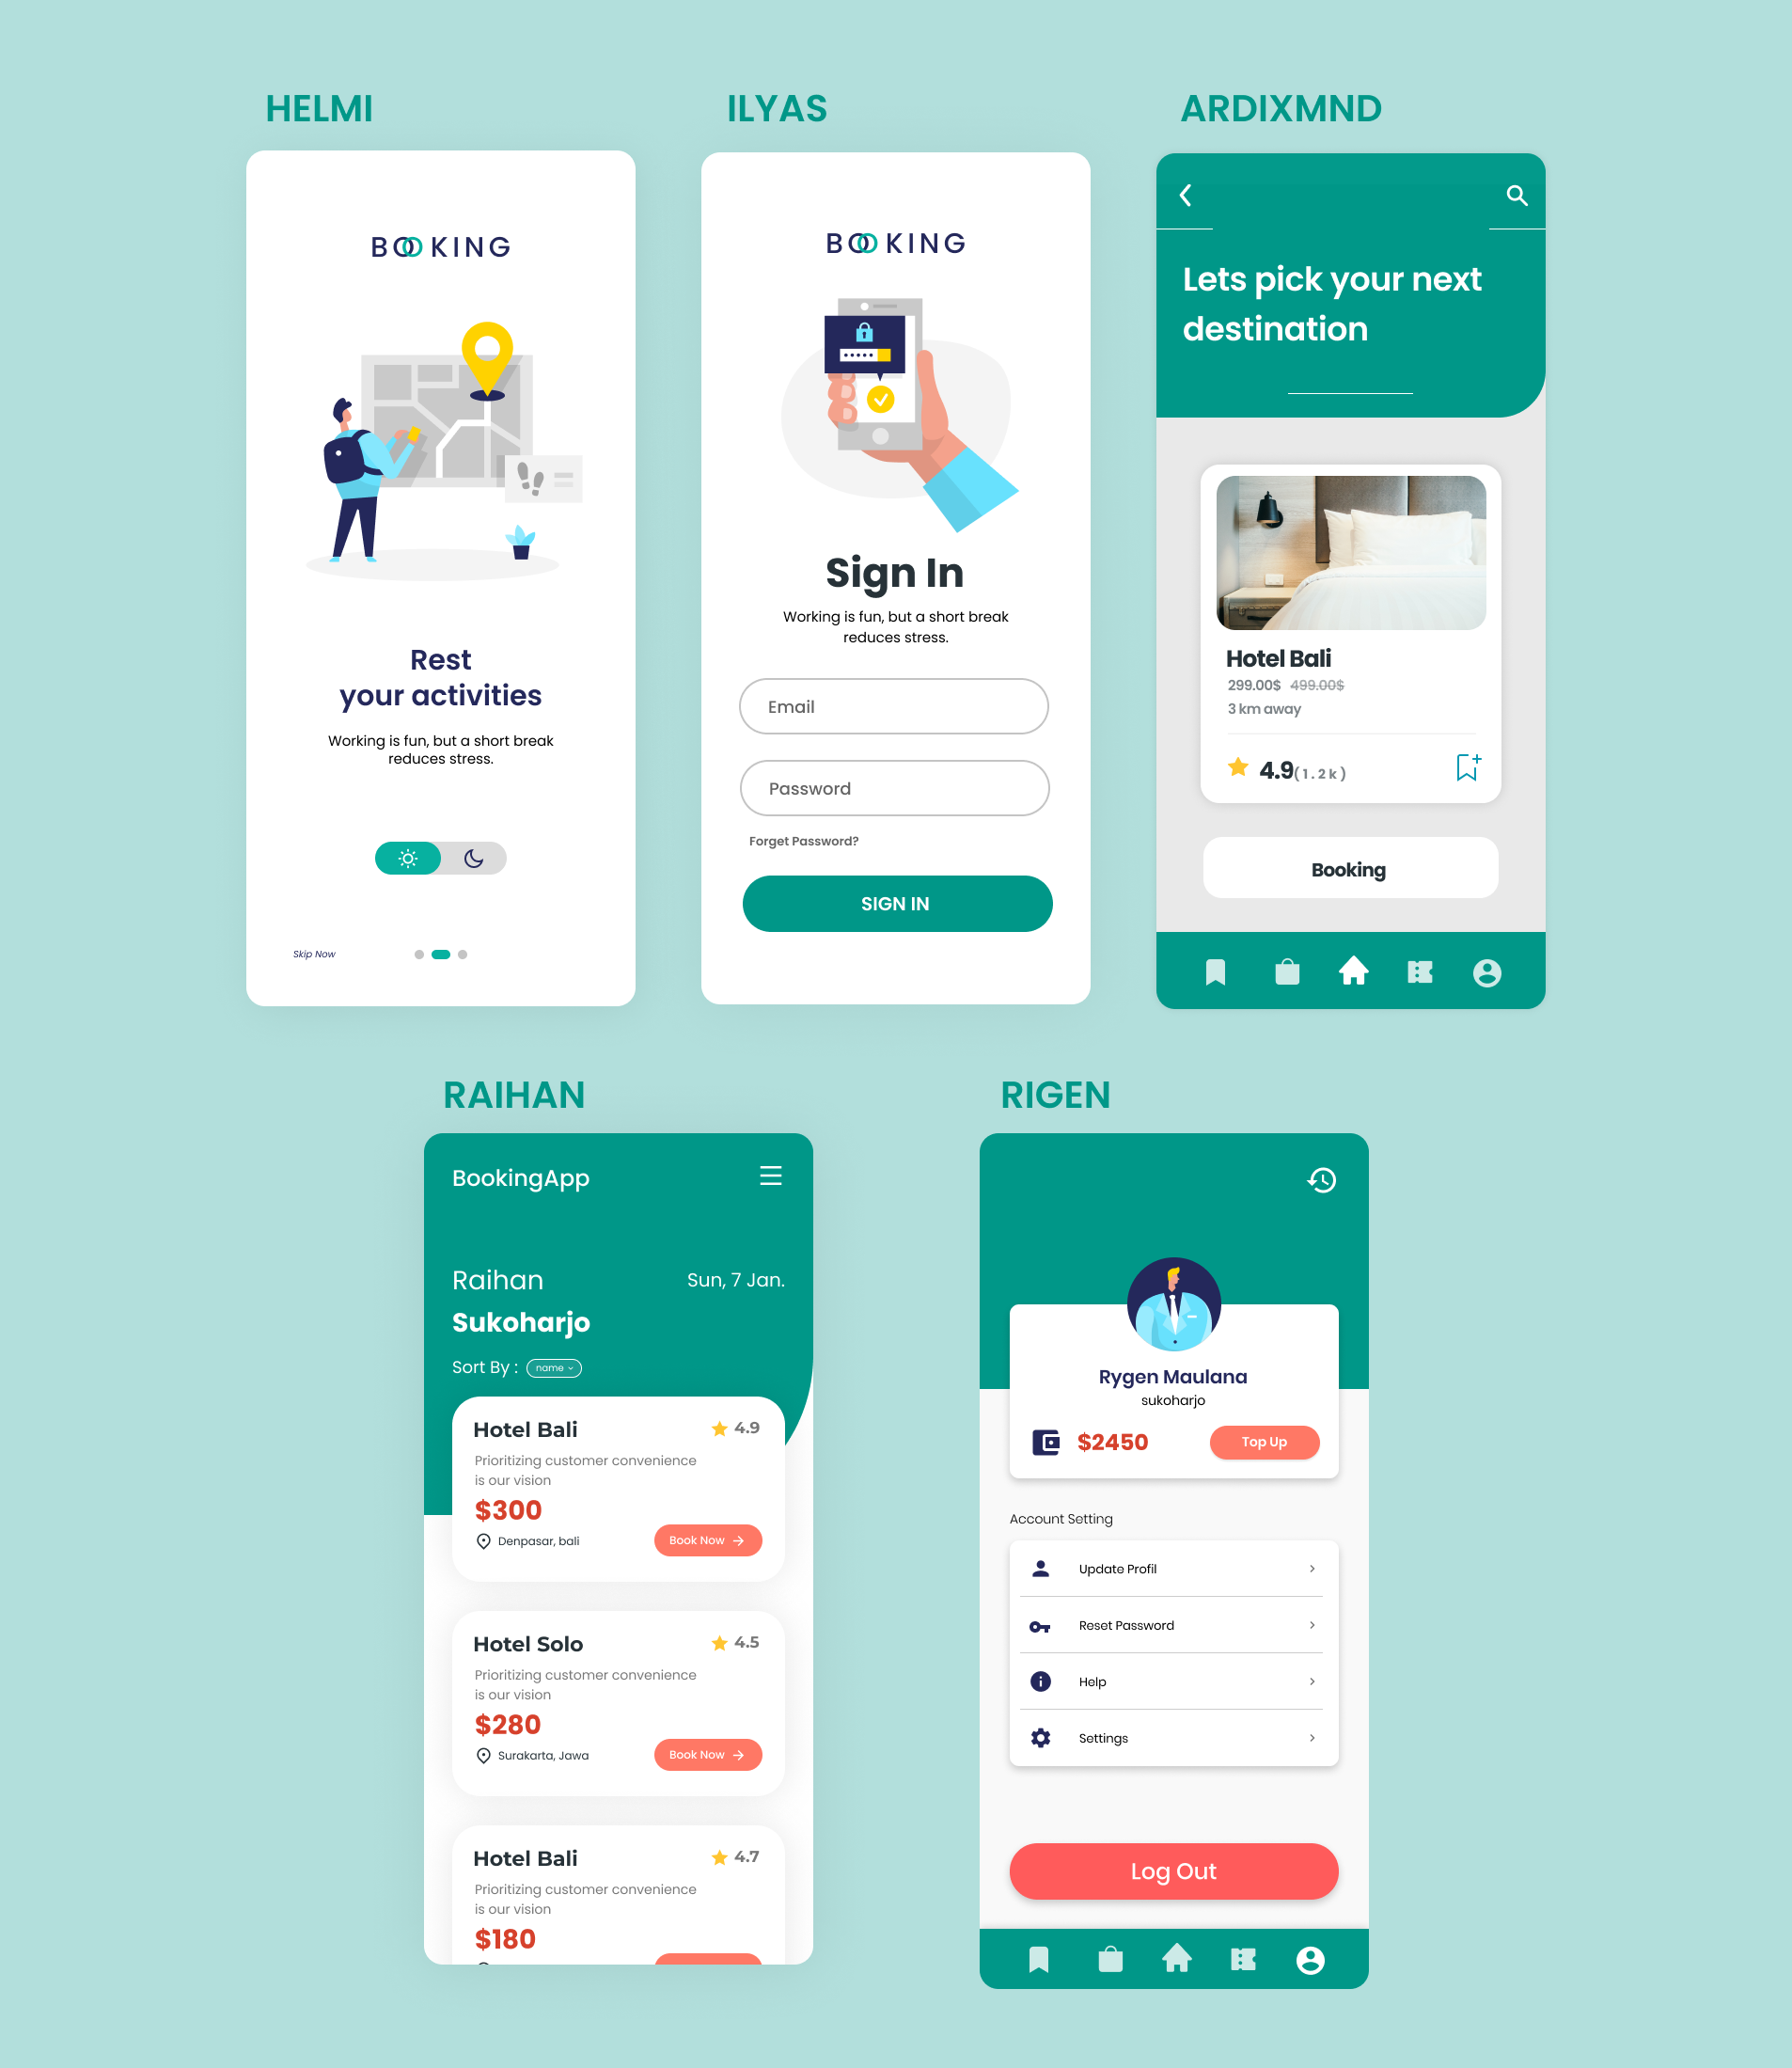 HELMI
BOOKING
Rest
your activities
Working is fun, but a short break
reduces stress.
Skip Now
ILYAS
BOOKING
Sign In
Working is fun, but a short break
reduces stress.
Email
Password
Forget Password?
SIGN IN
ARDIXMND
Lets pick your next
destination
Hotel Bali
299.00$ 499.00$
3 km away
4.9(1.2k)
Booking
RAIHAN
BookingApp
Raihan Sun, 7 Jan.
Sukoharjo
Sort By : name
Hotel Bali 4.9
Prioritizing customer convenience
is our vision
$300
Denpasar, bali Book Now
Hotel Solo 4.5
Prioritizing customer convenience
is our vision
$280
Surakarta, Jawa Book Now
Hotel Bali 4.7
Prioritizing customer convenience
is our vision
$180
RIGEN
Rygen Maulana
sukoharjo
$2450 Top Up
Account Setting
Update Profil
Reset Password
Help
Settings
Log Out